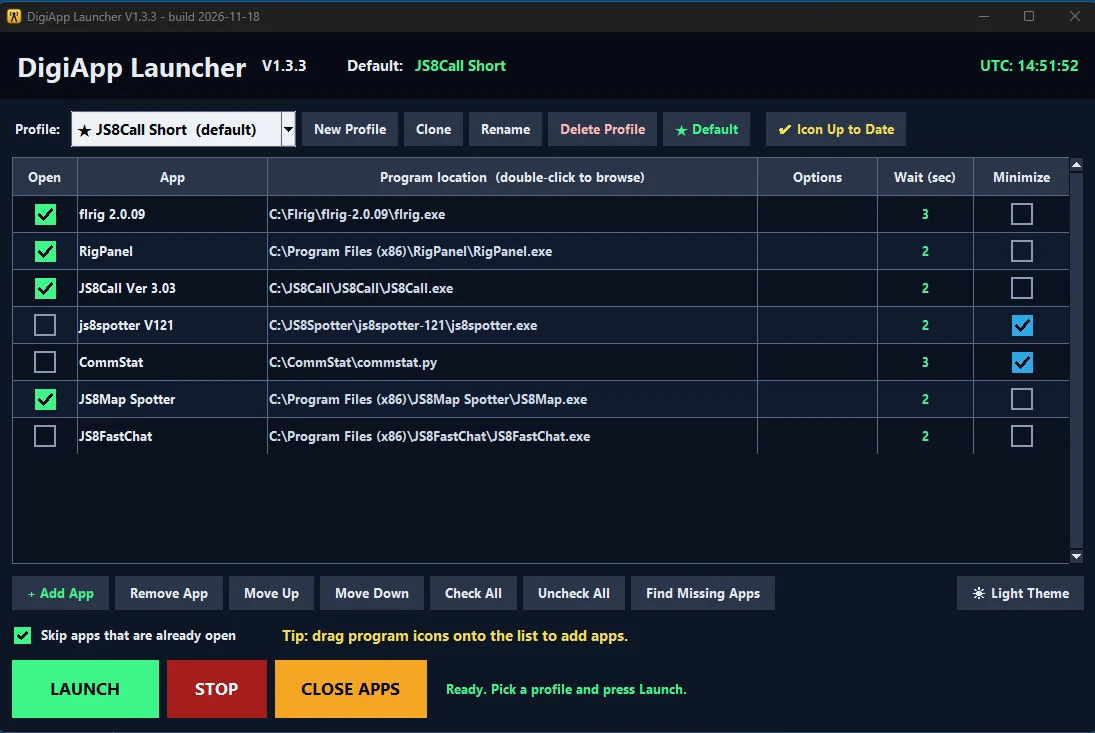 DigiApp Launcher V1.3.3 - build 2026-11-18
DigiApp Launcher V1.3.3 Default: JS8Call Short UTC: 14:51:52
Profile: ★ JS8Call Short (default) New Profile Clone Rename Delete Profile ★ Default ✔ Icon Up to Date
Open App Program location (double-click to browse) Options Wait (sec) Minimize
flrig 2.0.09 C:\Flrig\flrig-2.0.09\flrig.exe 3
RigPanel C:\Program Files (x86)\RigPanel\RigPanel.exe 2
JS8Call Ver 3.03 C:\JS8Call\JS8Call\JS8Call.exe 2
js8spotter V121 C:\JS8Spotter\js8spotter-121\js8spotter.exe 2
CommStat C:\CommStat\commstat.py 3
JS8Map Spotter C:\Program Files (x86)\JS8Map Spotter\JS8Map.exe 2
JS8FastChat C:\Program Files (x86)\JS8FastChat\JS8FastChat.exe 2
+ Add App Remove App Move Up Move Down Check All Uncheck All Find Missing Apps ☀ Light Theme
Skip apps that are already open Tip: drag program icons onto the list to add apps.
LAUNCH STOP CLOSE APPS Ready. Pick a profile and press Launch.